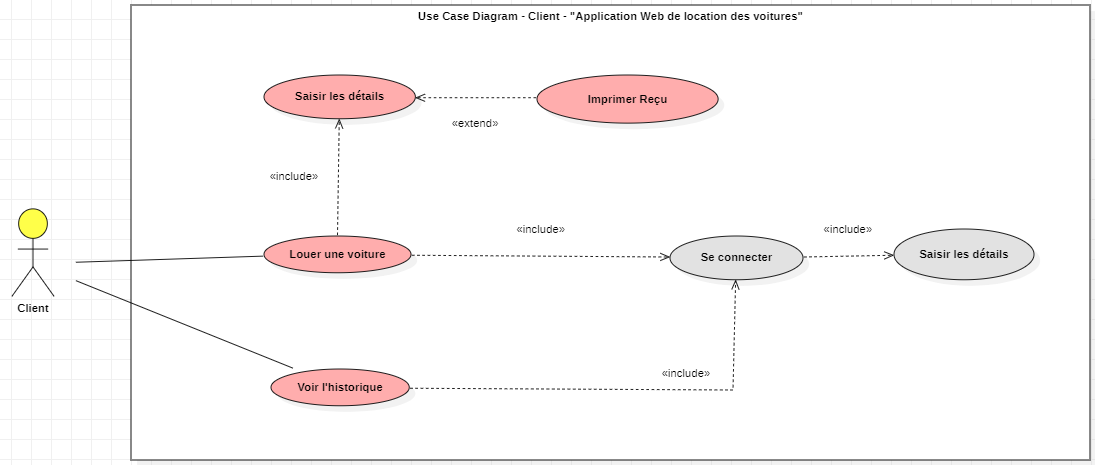 Use Case Diagram - Client - "Application Web de location des voitures"
Saisir les détails
Imprimer Reçu
«extend»
«include»
«include»
«include»
Louer une voiture
Se connecter
Saisir les détails
Client
«include»
Voir l'historique